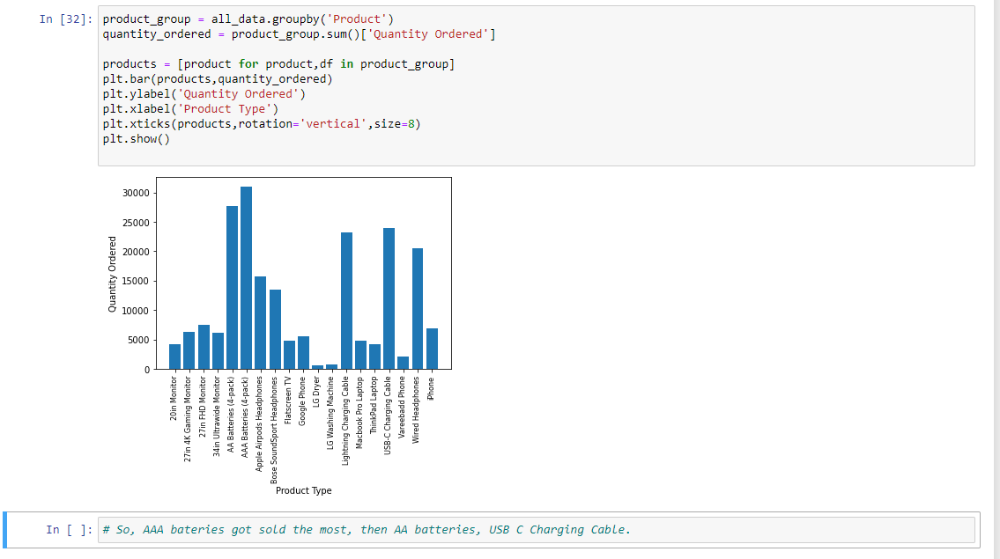 In [32]:
product_group = all_data.groupby('Product')
quantity_ordered = product_group.sum()['Quantity Ordered']
products = [product for product,df in product_group]
plt.bar(products,quantity_ordered)
plt.ylabel('Quantity Ordered')
plt.xlabel('Product Type')
plt.xticks(products,rotation='vertical',size=8)
plt.show()
Quantity Ordered
30000
25000
20000
15000
10000
5000
0
20in Monitor
27in 4K Gaming Monitor
27in FHD Monitor
34in Ultrawide Monitor
AA Batteries (4-pack)
AAA Batteries (4-pack)
Apple Airpods Headphones
Bose SoundSport Headphones
Flatscreen TV
Google Phone
LG Dryer
LG Washing Machine
Lightning Charging Cable
Macbook Pro Laptop
ThinkPad Laptop
USB-C Charging Cable
Vareebadd Phone
Wired Headphones
iPhone
Product Type
In [ ]:
# So, AAA bateries got sold the most, then AA batteries, USB C Charging Cable.